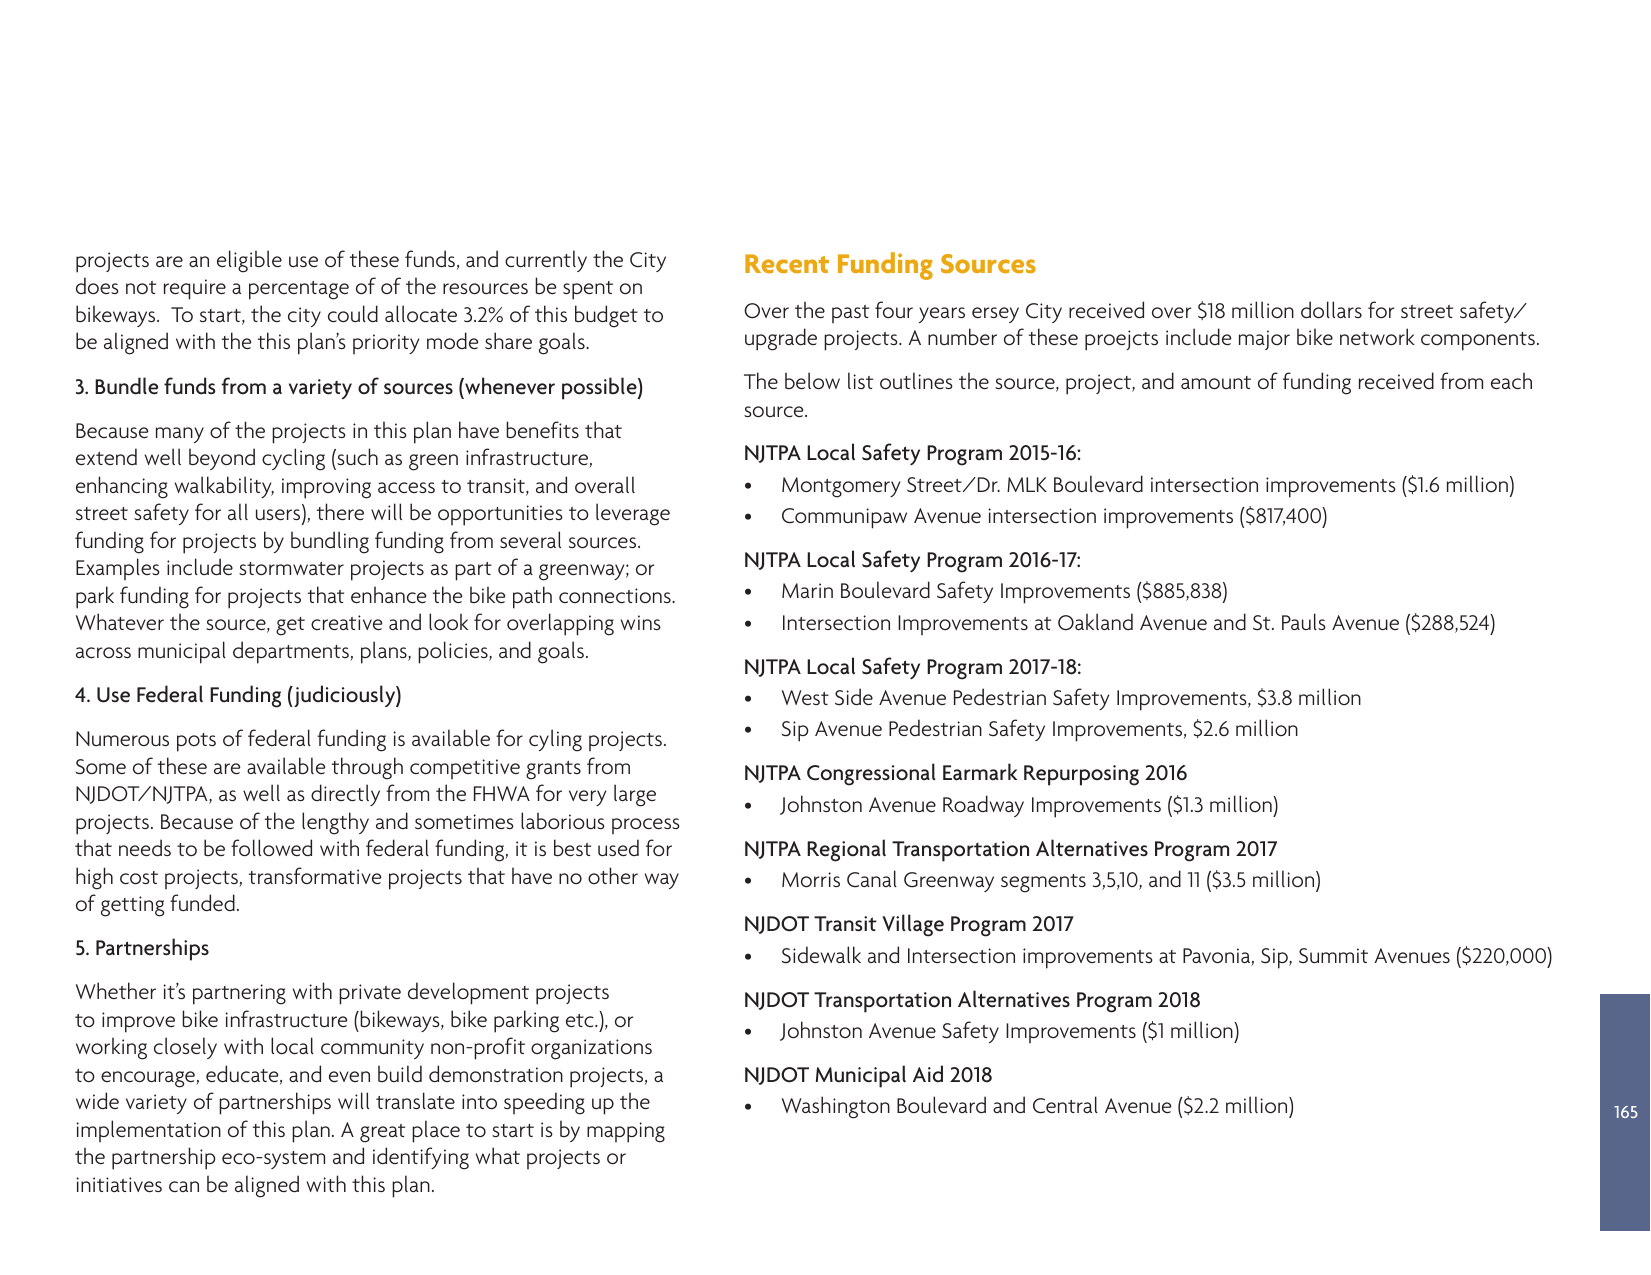 projects are an eligible use of these funds, and currently the City
does not require a percentage of of the resources be spent on
bikeways.  To start, the city could allocate 3.2% of this budget to
be aligned with the this plan’s priority mode share goals.
3. Bundle funds from a variety of sources (whenever possible)
Because many of the projects in this plan have benefits that
extend well beyond cycling (such as green infrastructure,
enhancing walkability, improving access to transit, and overall
street safety for all users), there will be opportunities to leverage
funding for projects by bundling funding from several sources.
Examples include stormwater projects as part of a greenway; or
park funding for projects that enhance the bike path connections.
Whatever the source, get creative and look for overlapping wins
across municipal departments, plans, policies, and goals.
4. Use Federal Funding (judiciously)
Numerous pots of federal funding is available for cyling projects.
Some of these are available through competitive grants from
NJDOT/NJTPA, as well as directly from the FHWA for very large
projects. Because of the lengthy and sometimes laborious process
that needs to be followed with federal funding, it is best used for
high cost projects, transformative projects that have no other way
of getting funded.
5. Partnerships
Whether it’s partnering with private development projects
to improve bike infrastructure (bikeways, bike parking etc.), or
working closely with local community non-profit organizations
to encourage, educate, and even build demonstration projects, a
wide variety of partnerships will translate into speeding up the
implementation of this plan. A great place to start is by mapping
the partnership eco-system and identifying what projects or
initiatives can be aligned with this plan.
Recent Funding Sources
Over the past four years ersey City received over $18 million dollars for street safety/
upgrade projects. A number of these proejcts include major bike network components.
The below list outlines the source, project, and amount of funding received from each
source.
NJTPA Local Safety Program 2015-16:
• Montgomery Street/Dr. MLK Boulevard intersection improvements ($1.6 million)
• Communipaw Avenue intersection improvements ($817,400)
NJTPA Local Safety Program 2016-17:
• Marin Boulevard Safety Improvements ($885,838)
• Intersection Improvements at Oakland Avenue and St. Pauls Avenue ($288,524)
NJTPA Local Safety Program 2017-18:
• West Side Avenue Pedestrian Safety Improvements, $3.8 million
• Sip Avenue Pedestrian Safety Improvements, $2.6 million
NJTPA Congressional Earmark Repurposing 2016
• Johnston Avenue Roadway Improvements ($1.3 million)
NJTPA Regional Transportation Alternatives Program 2017
• Morris Canal Greenway segments 3,5,10, and 11 ($3.5 million)
NJDOT Transit Village Program 2017
• Sidewalk and Intersection improvements at Pavonia, Sip, Summit Avenues ($220,000)
NJDOT Transportation Alternatives Program 2018
• Johnston Avenue Safety Improvements ($1 million)
NJDOT Municipal Aid 2018
• Washington Boulevard and Central Avenue ($2.2 million)
165